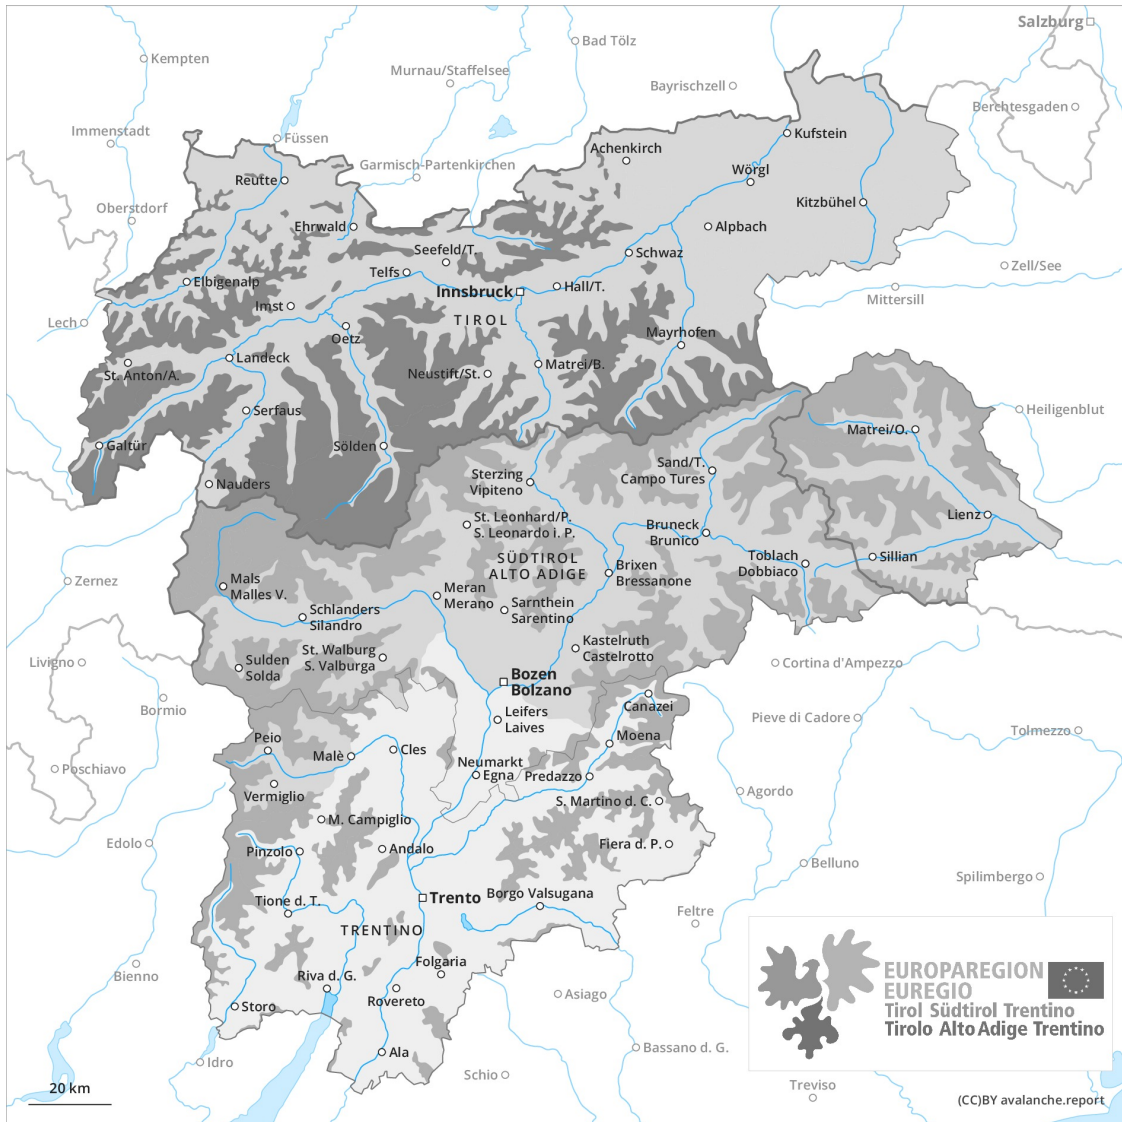 Salzburg
Bad Tölz
Kempten
Murnau/Staffelsee
Bayrischzell
Berchtesgaden
Immenstadt
Füssen
Kufstein
Achenkirch
Garmisch-Partenkirchen
Wörgl
Reutte
Kitzbühel
Oberstdorf
Ehrwald
Alpbach
Seefeld/T.
Schwaz
Telfs
Zell/See
Elbigenalp
Hall/T.
Innsbruck
Mittersill
Imst
TIROL
Lech
Mayrhofen
Oetz
Landeck
Matrei/B.
St. Anton/A.
Neustift/St.
Serfaus
Heiligenblut
Matrei/O.
Galtür
Sölden
Sand/T.
Campo Tures
Sterzing
Vipiteno
Nauders
Lienz
St. Leonhard/P.
S. Leonardo i. P.
Bruneck
Brunico
SÜDTIROL
ALTO ADIGE
Toblach
Dobbiaco
Sillian
Brixen
Bressanone
Zernez
Mals
Malles V.
Meran
Merano
Sarnthein
Sarentino
Schlanders
Silandro
Kastelruth
Castelrotto
St. Walburg
S. Valburga
Livigno
Sulden
Solda
Cortina d'Ampezzo
Bozen
Bolzano
Bormio
Canazei
Leifers
Laives
Pieve di Cadore
Tolmezzo
Peio
Moena
Cles
Malè
Neumarkt
Egna
Predazzo
Poschiavo
Vermiglio
Agordo
S. Martino d. C.
M. Campiglio
Edolo
Fiera d. P.
Pinzolo
Andalo
Belluno
Spilimbergo
Trento
Borgo Valsugana
Tione d. T.
Feltre
TRENTINO
Folgaria
Bienno
Riva d. G.
EUROPAREGION
EUREGIO
Tirol Südtirol Trentino
Tirolo Alto Adige Trentino
Asiago
Rovereto
Storo
Ala
Bassano d. G.
Idro
Schio
Treviso
20 km
(CC)BY avalanche.report